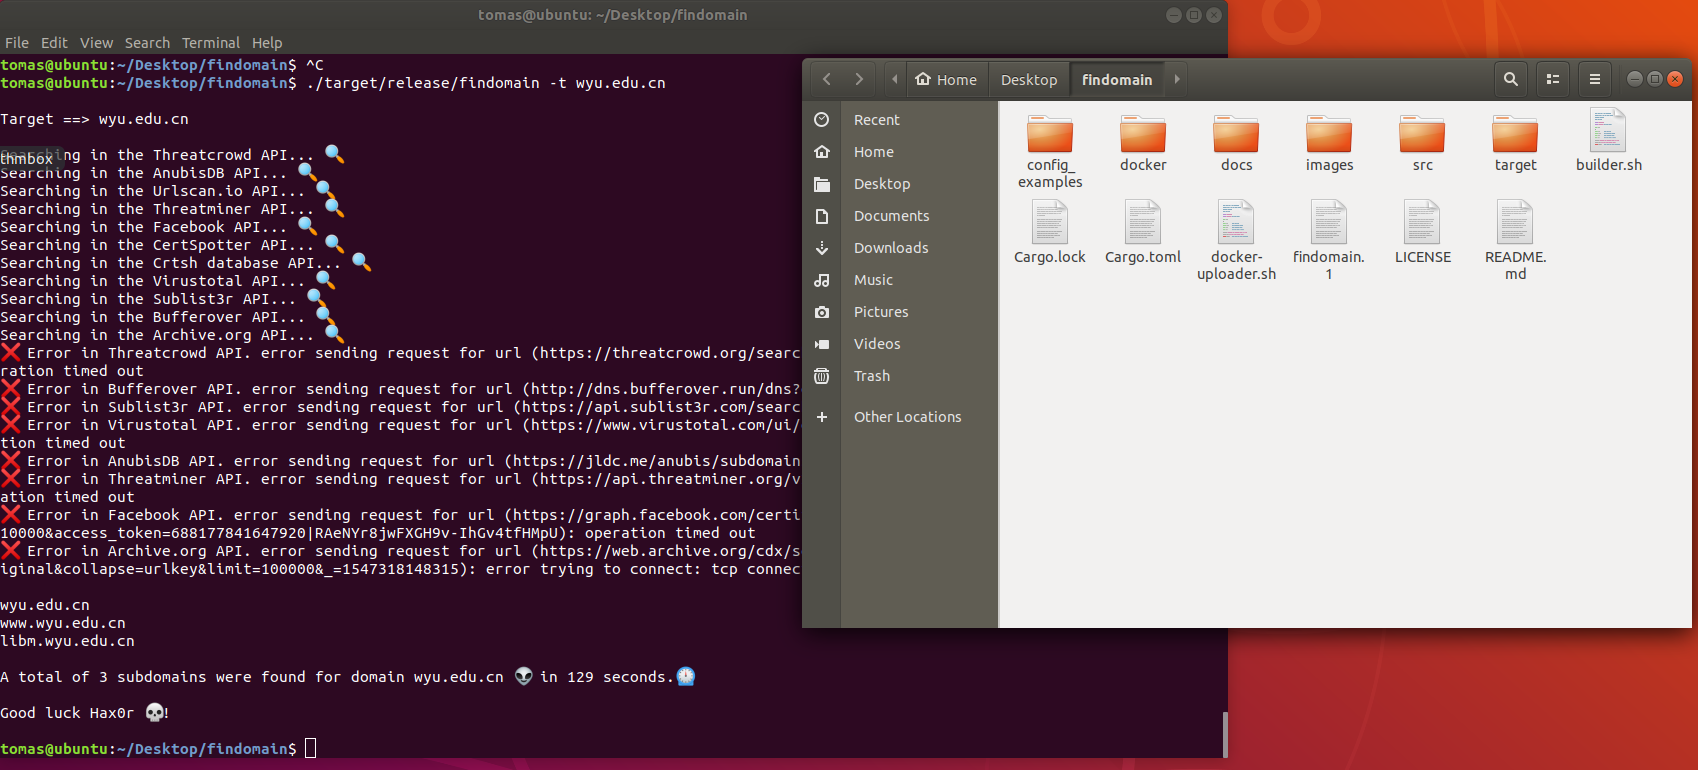 tomas@ubuntu: ~/Desktop/findomain
File Edit View Search Terminal Help
tomas@ubuntu:~/Desktop/findomain$ ^C
tomas@ubuntu:~/Desktop/findomain$ ./target/release/findomain -t wyu.edu.cn
Target ==> wyu.edu.cn
Searching in the Threatcrowd API... 🔍
thmbox
Searching in the AnubisDB API... 🔍
Searching in the Urlscan.io API... 🔍
Searching in the Threatminer API... 🔍
Searching in the Facebook API... 🔍
Searching in the CertSpotter API... 🔍
Searching in the Crtsh database API... 🔍
Searching in the Virustotal API... 🔍
Searching in the Sublist3r API... 🔍
Searching in the Bufferover API... 🔍
Searching in the Archive.org API... 🔍
❌ Error in Threatcrowd API. error sending request for url (https://threatcrowd.org/searc
ration timed out
❌ Error in Bufferover API. error sending request for url (http://dns.bufferover.run/dns?
❌ Error in Sublist3r API. error sending request for url (https://api.sublist3r.com/searc
❌ Error in Virustotal API. error sending request for url (https://www.virustotal.com/ui/
tion timed out
❌ Error in AnubisDB API. error sending request for url (https://jldc.me/anubis/subdomain
❌ Error in Threatminer API. error sending request for url (https://api.threatminer.org/v
ation timed out
❌ Error in Facebook API. error sending request for url (https://graph.facebook.com/certi
10000&access_token=688177841647920|RAeNYr8jwFXGH9v-IhGv4tfHMpU): operation timed out
❌ Error in Archive.org API. error sending request for url (https://web.archive.org/cdx/s
iginal&collapse=urlkey&limit=100000&_=1547318148315): error trying to connect: tcp connec
wyu.edu.cn
www.wyu.edu.cn
libm.wyu.edu.cn
A total of 3 subdomains were found for domain wyu.edu.cn 👽 in 129 seconds.⏲
Good luck Hax0r 💀!
tomas@ubuntu:~/Desktop/findomain$
Home Desktop findomain
Recent
Home
Desktop
Documents
Downloads
Music
Pictures
Videos
Trash
Other Locations
config_
examples
docker
docs
images
src
target
builder.sh
Cargo.lock
Cargo.toml
docker-
uploader.sh
findomain.
1
LICENSE
README.
md